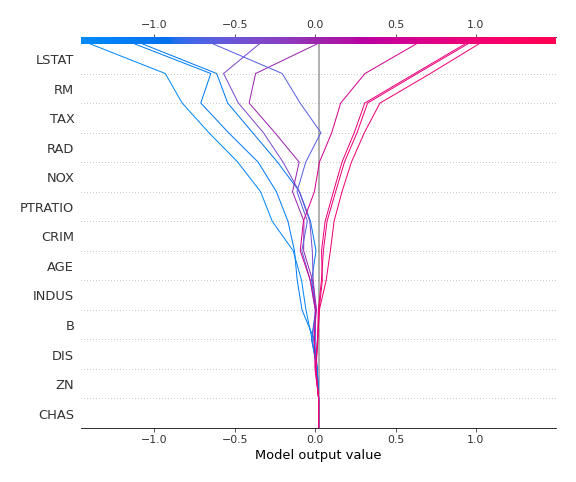 −1.0 −0.5 0.0 0.5 1.0
LSTAT
RM
TAX
RAD
NOX
PTRATIO
CRIM
AGE
INDUS
B
DIS
ZN
CHAS
−1.0 −0.5 0.0 0.5 1.0
Model output value